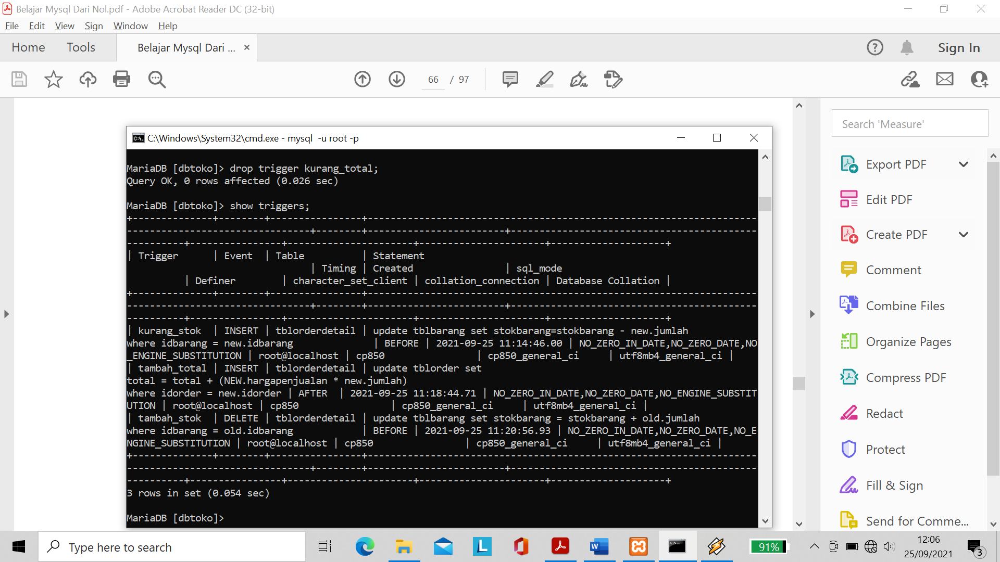 Belajar Mysql Dari Nol.pdf - Adobe Acrobat Reader DC (32-bit)
File Edit View Sign Window Help
Home Tools Belajar Mysql Dari ... × Sign In
66 / 97
Search 'Measure'
Export PDF
Edit PDF
Create PDF
Comment
Combine Files
Organize Pages
Compress PDF
Redact
Protect
Fill & Sign
Send for Comme...
C:\Windows\System32\cmd.exe - mysql  -u root -p
MariaDB [dbtoko]> drop trigger kurang_total;
Query OK, 0 rows affected (0.026 sec)
MariaDB [dbtoko]> show triggers;
| Trigger      | Event  | Table          | Statement
| Timing | Created                | sql_mode
| Definer        | character_set_client | collation_connection | Database Collation |
| kurang_stok  | INSERT | tblorderdetail | update tblbarang set stokbarang=stokbarang - new.jumlah
where idbarang = new.idbarang              | BEFORE | 2021-09-25 11:14:46.00 | NO_ZERO_IN_DATE,NO_ZERO_DATE,NO
_ENGINE_SUBSTITUTION | root@localhost | cp850                | cp850_general_ci     | utf8mb4_general_ci |
| tambah_total | INSERT | tblorderdetail | update tblorder set
total = total + (NEW.hargapenjualan * new.jumlah)
where idorder = new.idorder | AFTER  | 2021-09-25 11:18:44.71 | NO_ZERO_IN_DATE,NO_ZERO_DATE,NO_ENGINE_SUBSTIT
UTION | root@localhost | cp850                | cp850_general_ci     | utf8mb4_general_ci |
| tambah_stok  | DELETE | tblorderdetail | update tblbarang set stokbarang = stokbarang + old.jumlah
where idbarang = old.idbarang            | BEFORE | 2021-09-25 11:20:56.93 | NO_ZERO_IN_DATE,NO_ZERO_DATE,NO_E
NGINE_SUBSTITUTION | root@localhost | cp850                | cp850_general_ci     | utf8mb4_general_ci |
3 rows in set (0.054 sec)
MariaDB [dbtoko]>
Type here to search
91%
12:06
25/09/2021
3